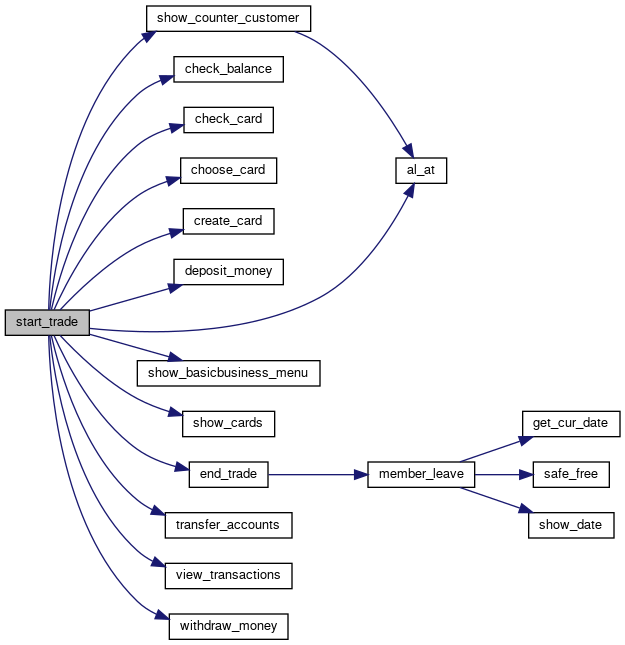 show_counter_customer
check_balance
check_card
choose_card
al_at
create_card
deposit_money
start_trade
show_basicbusiness_menu
show_cards
get_cur_date
end_trade
member_leave
safe_free
transfer_accounts
show_date
view_transactions
withdraw_money